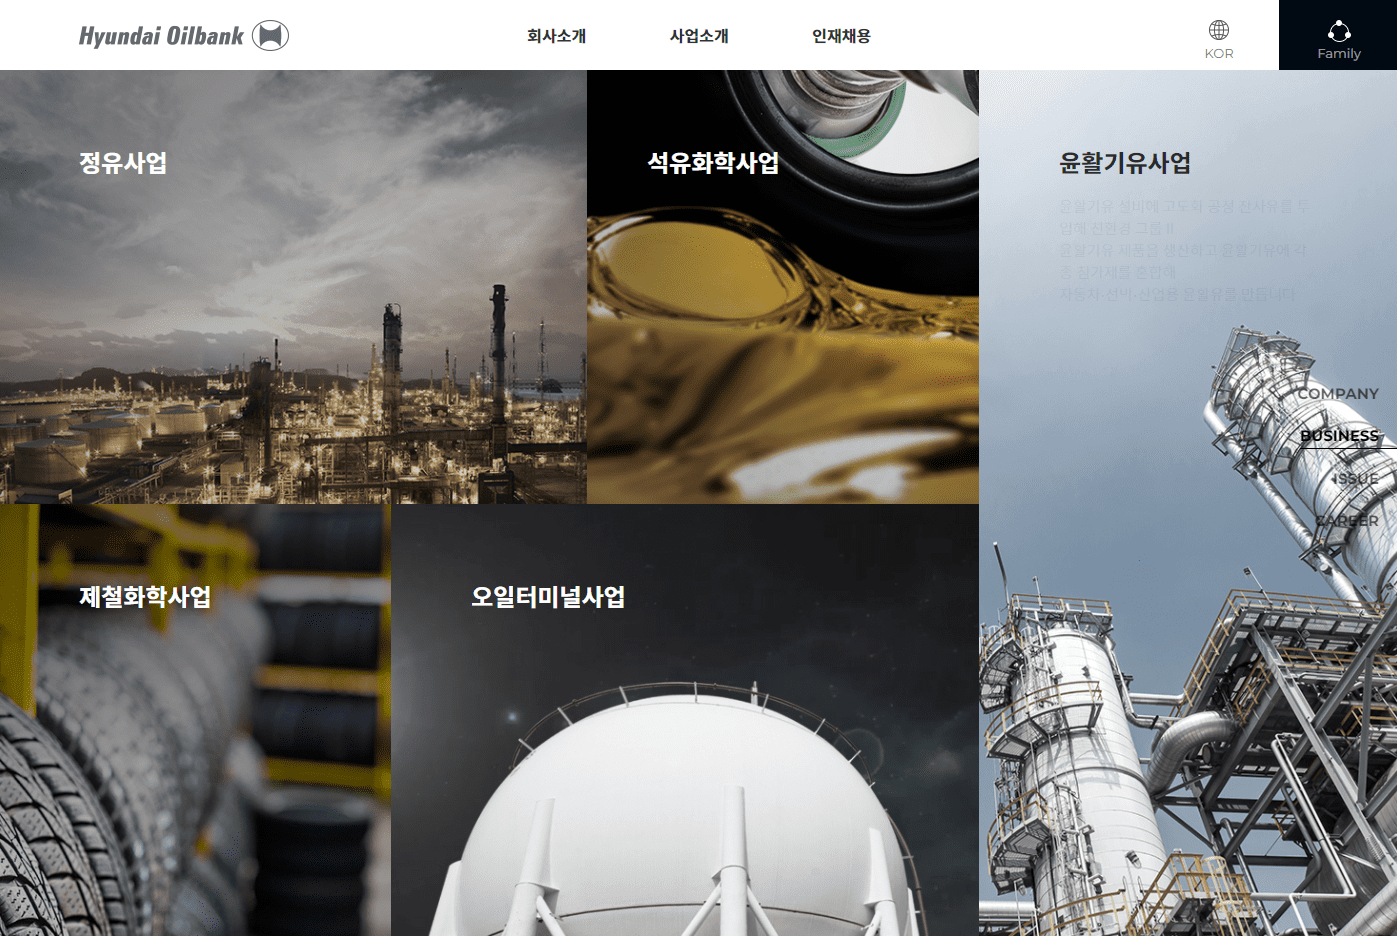 Hyundai Oilbank
회사소개
사업소개
인재채용
KOR
Family
정유사업
석유화학사업
윤활기유사업
윤활기유 설비에 고도화 공정 잔사유를 투
입해 친환경 그룹 II
윤활기유 제품을 생산하고 윤활기유에 각
종 첨가제를 혼합해
자동차·선박·산업용 윤활유를 만듭니다
COMPANY
BUSINESS
ISSUE
CAREER
제철화학사업
오일터미널사업